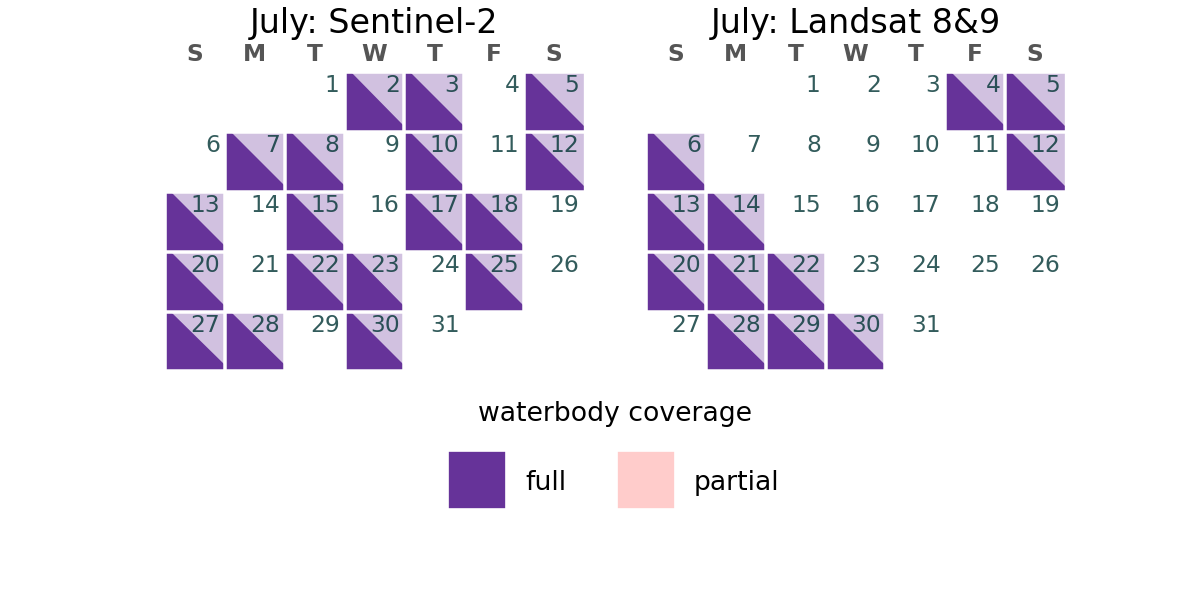 July: Sentinel-2
S M T W T F S
1 2 3 4 5
6 7 8 9 10 11 12
13 14 15 16 17 18 19
20 21 22 23 24 25 26
27 28 29 30 31
July: Landsat 8&9
S M T W T F S
1 2 3 4 5
6 7 8 9 10 11 12
13 14 15 16 17 18 19
20 21 22 23 24 25 26
27 28 29 30 31
waterbody coverage
full partial